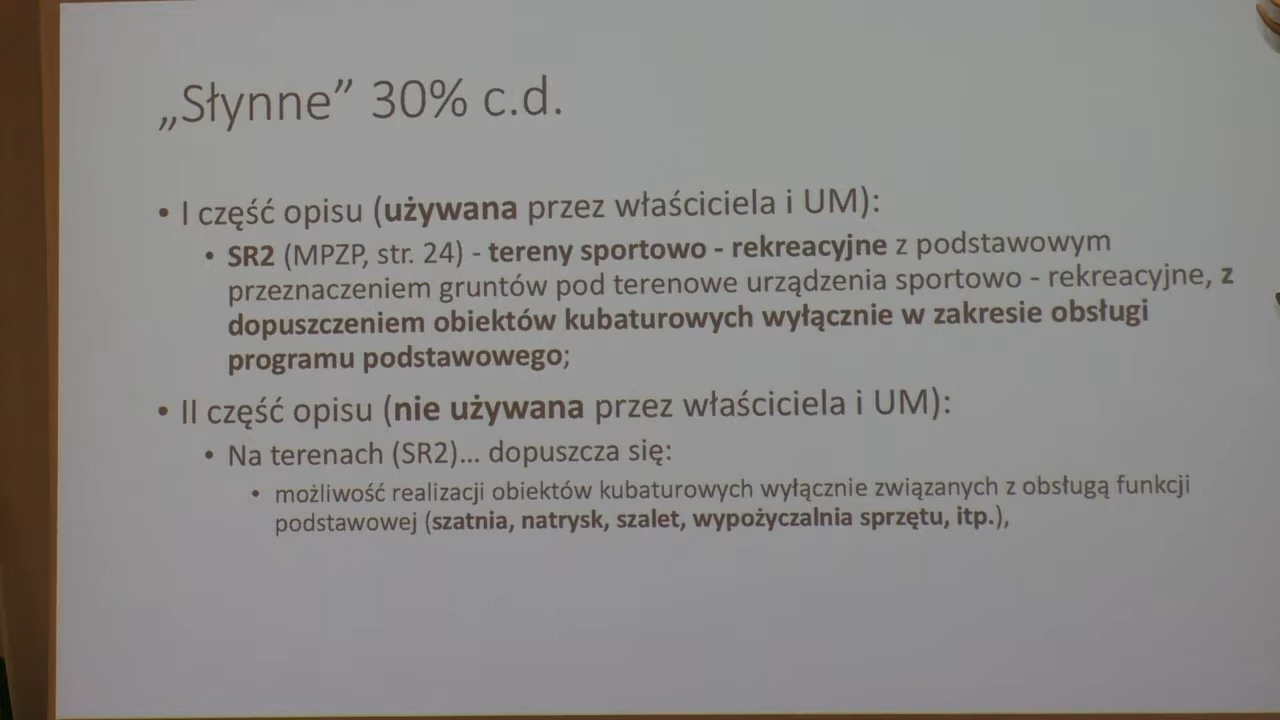 „Słynne” 30% c.d.
• I część opisu (używana przez właściciela i UM):
• SR2 (MPZP, str. 24) - tereny sportowo - rekreacyjne z podstawowym
przeznaczeniem gruntów pod terenowe urządzenia sportowo - rekreacyjne, z
dopuszczeniem obiektów kubaturowych wyłącznie w zakresie obsługi
programu podstawowego;
• II część opisu (nie używana przez właściciela i UM):
• Na terenach (SR2)... dopuszcza się:
• możliwość realizacji obiektów kubaturowych wyłącznie związanych z obsługą funkcji
podstawowej (szatnia, natrysk, szalet, wypożyczalnia sprzętu, itp.),